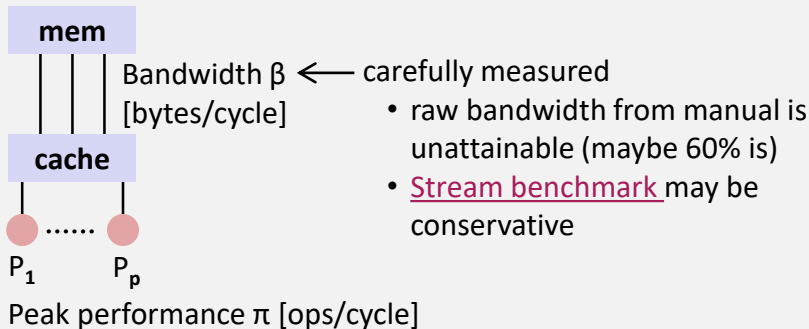 mem
Bandwidth β
[bytes/cycle]
carefully measured
• raw bandwidth from manual is
unattainable (maybe 60% is)
• Stream benchmark may be
conservative
cache
......
P1 Pp
Peak performance π [ops/cycle]